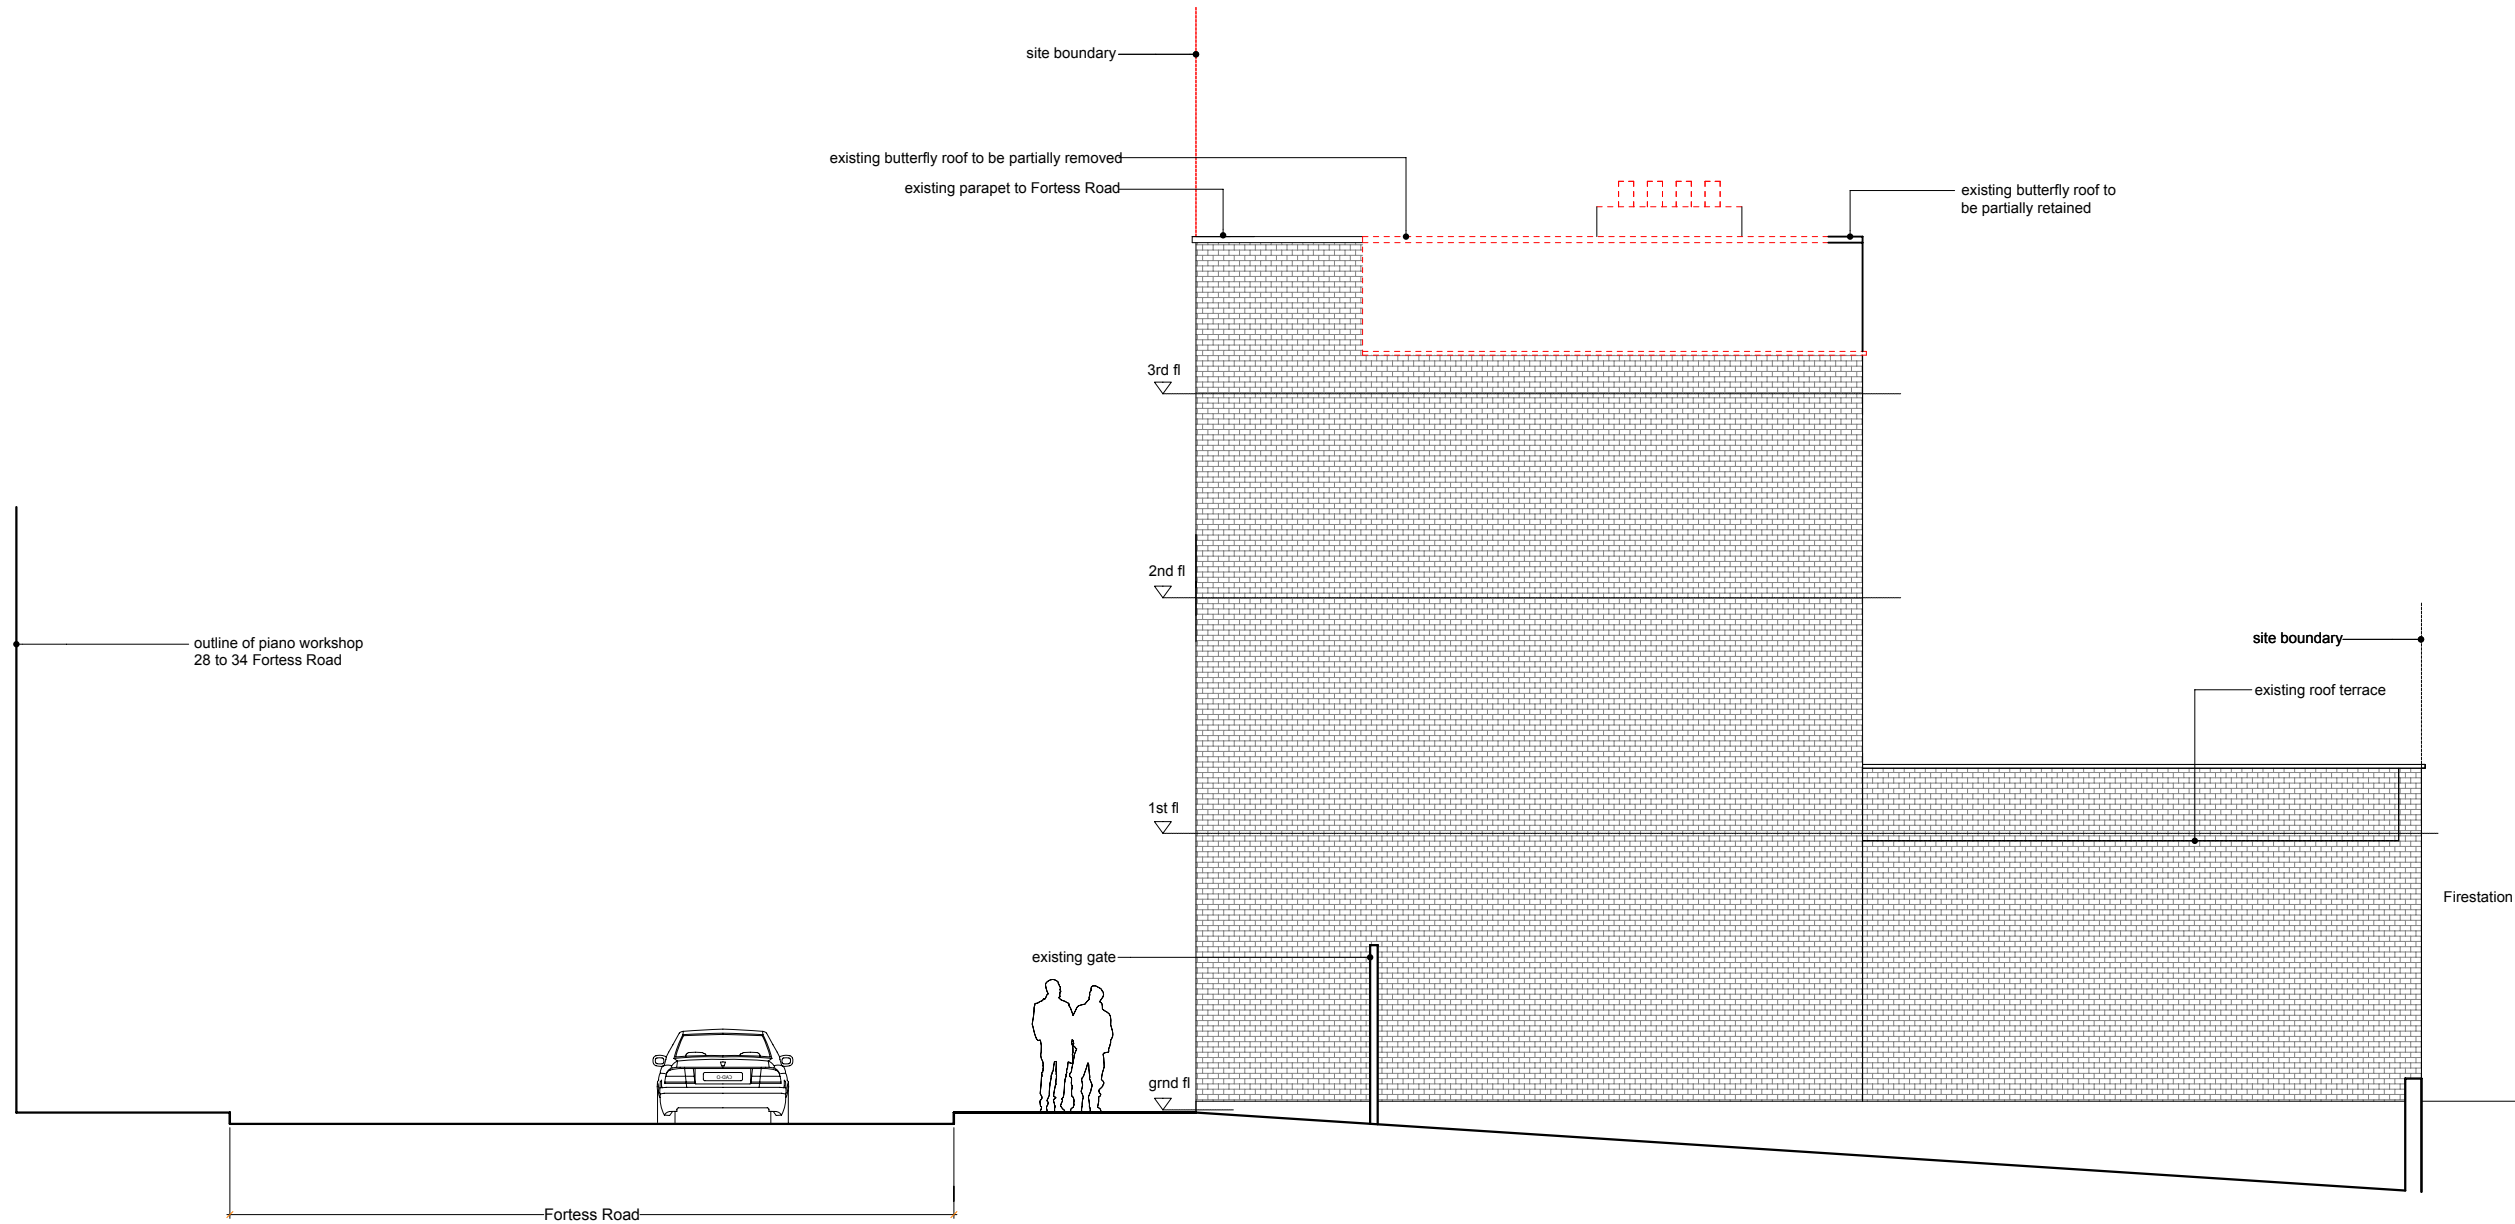 site boundary
existing butterfly roof to be partially removed
existing parapet to Fortess Road
existing butterfly roof to
be partially retained
3rd fl
2nd fl
outline of piano workshop
28 to 34 Fortess Road
site boundary
existing roof terrace
1st fl
Firestation
existing gate
grnd fl
Fortess Road